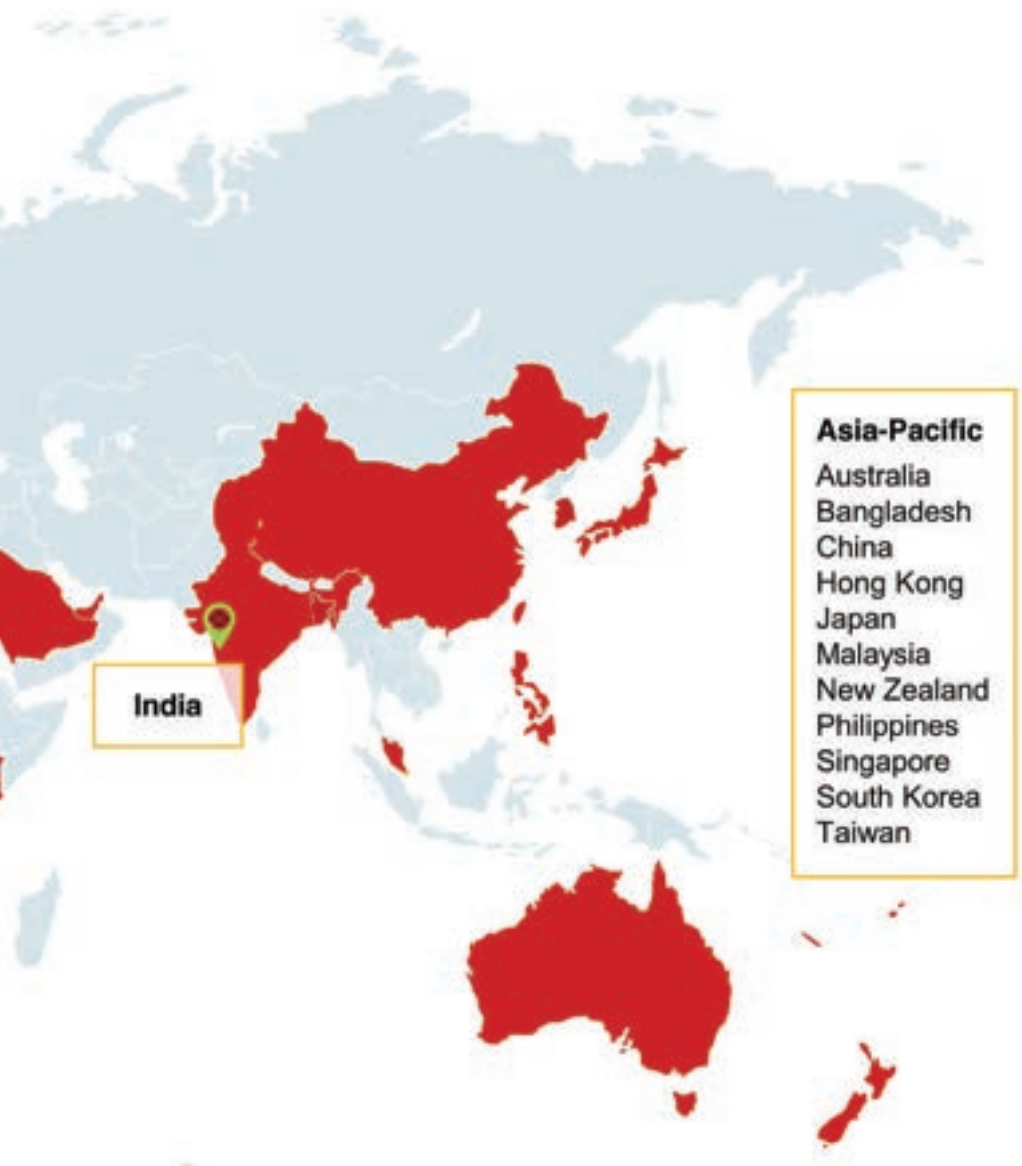 Asia-Pacific
Australia
Bangladesh
China
Hong Kong
Japan
Malaysia
New Zealand
Philippines
Singapore
South Korea
Taiwan
India